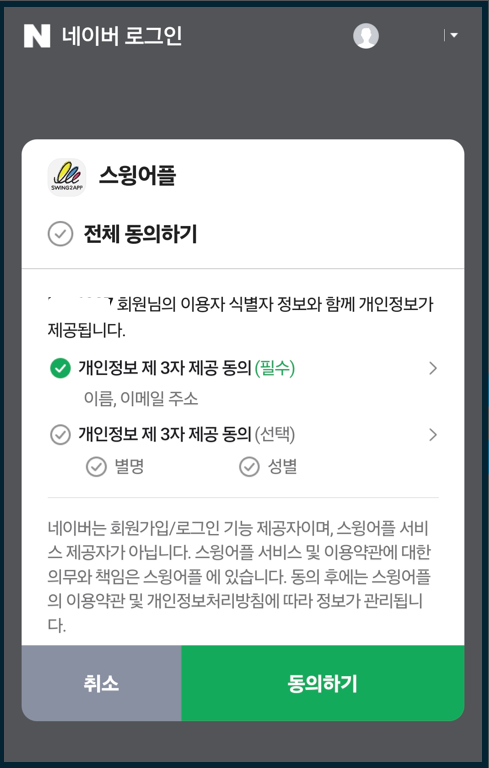 N 네이버 로그인
SWING2APP
스윙어플
전체 동의하기
회원님의 이용자 식별자 정보와 함께 개인정보가
제공됩니다.
개인정보 제 3자 제공 동의 (필수)
이름, 이메일 주소
개인정보 제 3자 제공 동의 (선택)
별명 성별
네이버는 회원가입/로그인 기능 제공자이며, 스윙어플 서비
스 제공자가 아닙니다. 스윙어플 서비스 및 이용약관에 대한
의무와 책임은 스윙어플 에 있습니다. 동의 후에는 스윙어플
의 이용약관 및 개인정보처리방침에 따라 정보가 관리됩니
다.
취소 동의하기